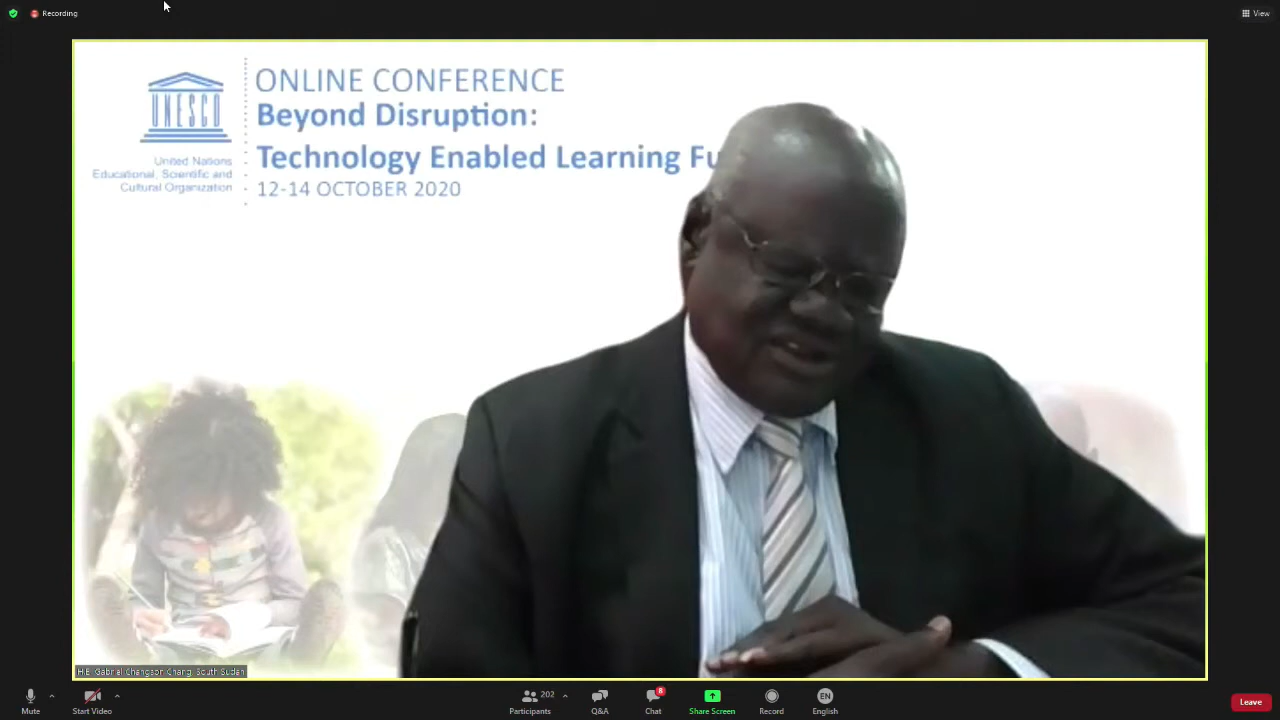 Recording
View
UNESCO
United Nations
Educational, Scientific and
Cultural Organization
ONLINE CONFERENCE
Beyond Disruption:
Technology Enabled Learning Fu
12-14 OCTOBER 2020
H.E. Gabriel Changson Chang, South Sudan
Mute
Start Video
Participants
202
Q&A
Chat
8
Share Screen
Record
EN
English
Leave